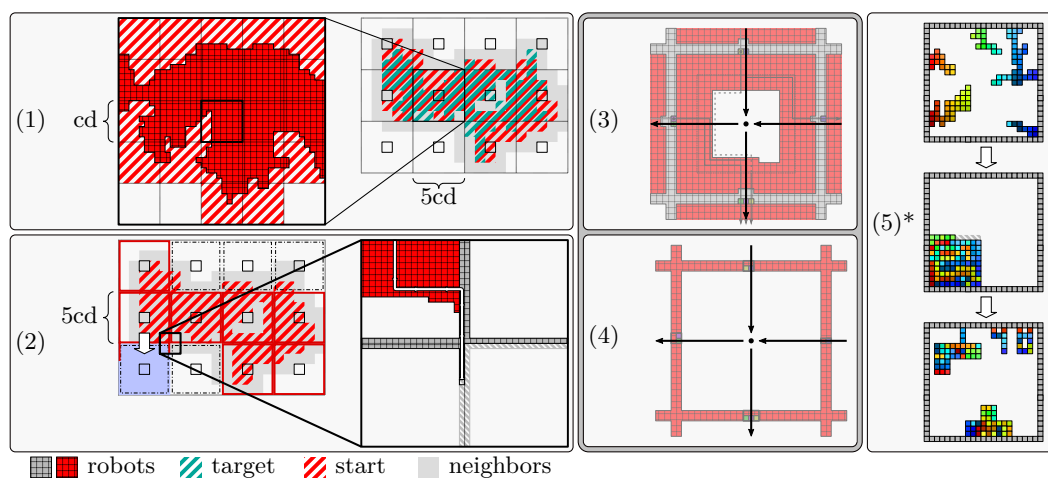 (1)
cd
5cd
(2)
5cd
(3)
(4)
(5)*
robots target start neighbors